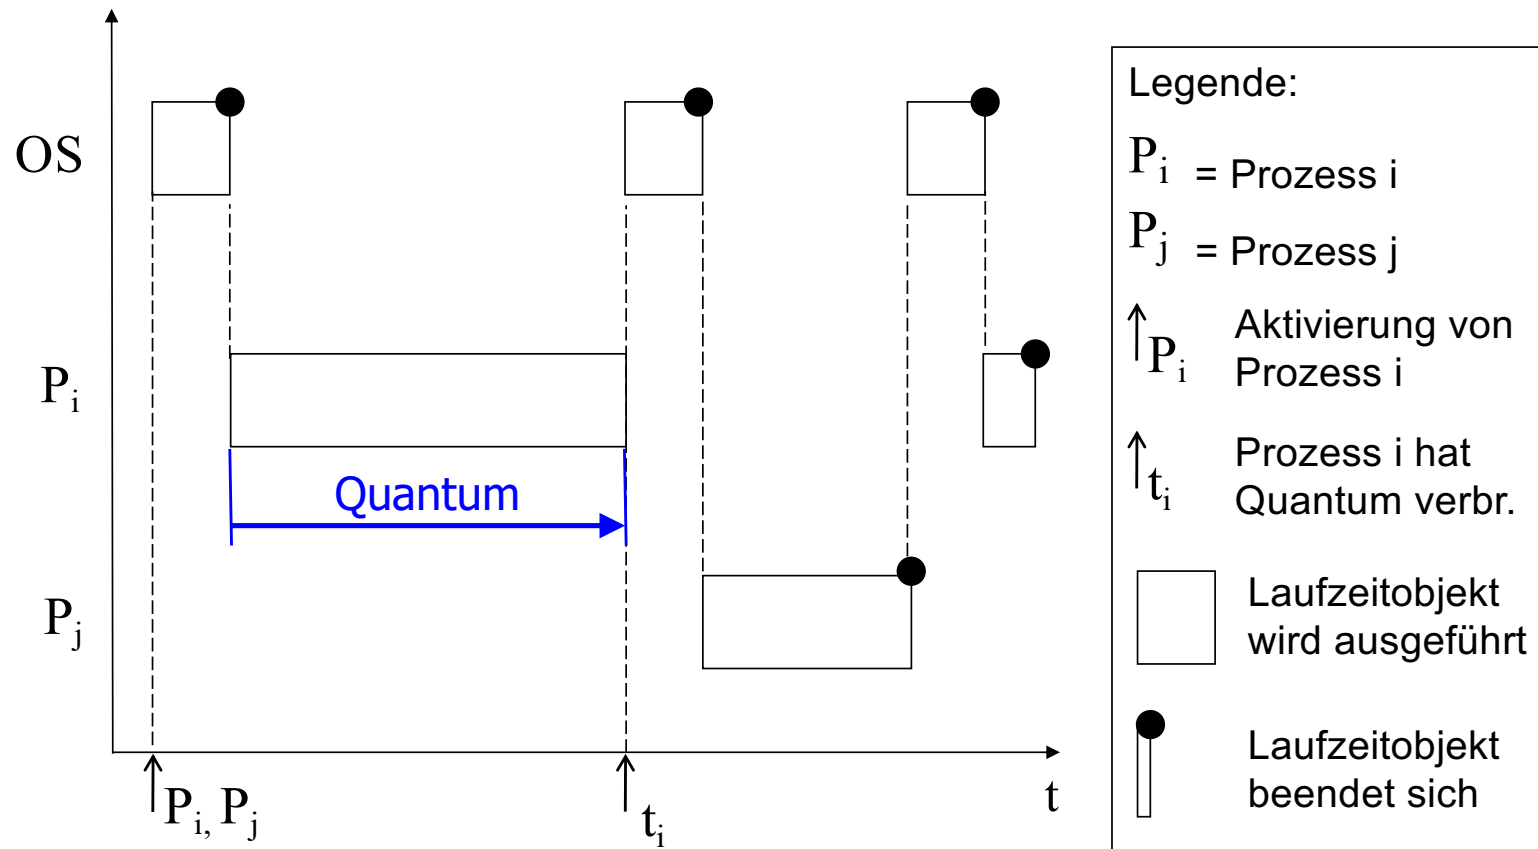 OS
Pi
Quantum
Pj
Pi, Pj
ti
t
Legende:
Pi = Prozess i
Pj = Prozess j
Pi Aktivierung von
Prozess i
ti Prozess i hat
Quantum verbr.
Laufzeitobjekt
wird ausgeführt
Laufzeitobjekt
beendet sich